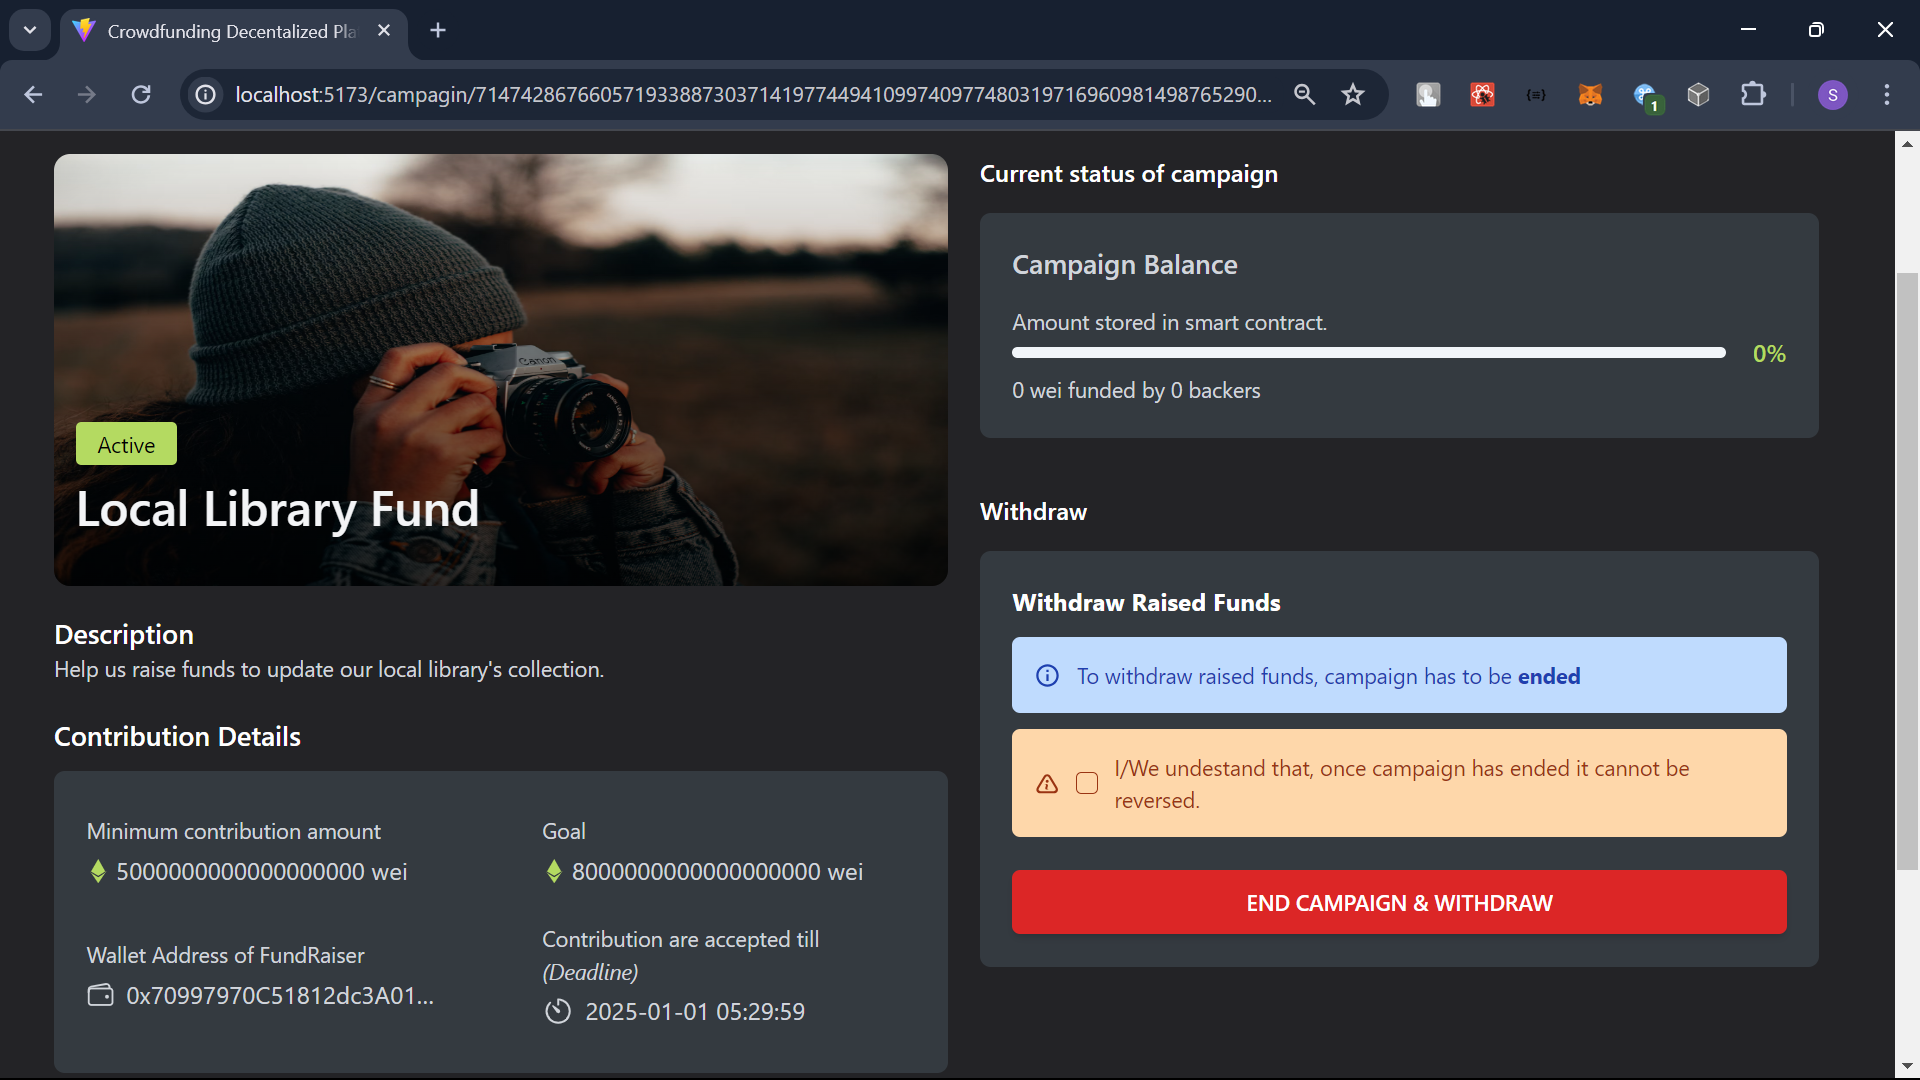 Crowdfunding Decentalized Pla
localhost:5173/campagin/714742867660571933887303714197744941099740977480319716960981498765290...
{≡}
1
S
Canon
Active
Local Library Fund
Description
Help us raise funds to update our local library's collection.
Contribution Details
Minimum contribution amount
5000000000000000000 wei
Goal
8000000000000000000 wei
Wallet Address of FundRaiser
0x70997970C51812dc3A01...
Contribution are accepted till
(Deadline)
2025-01-01 05:29:59
Current status of campaign
Campaign Balance
Amount stored in smart contract.
0%
0 wei funded by 0 backers
Withdraw
Withdraw Raised Funds
To withdraw raised funds, campaign has to be ended
I/We undestand that, once campaign has ended it cannot be
reversed.
END CAMPAIGN & WITHDRAW